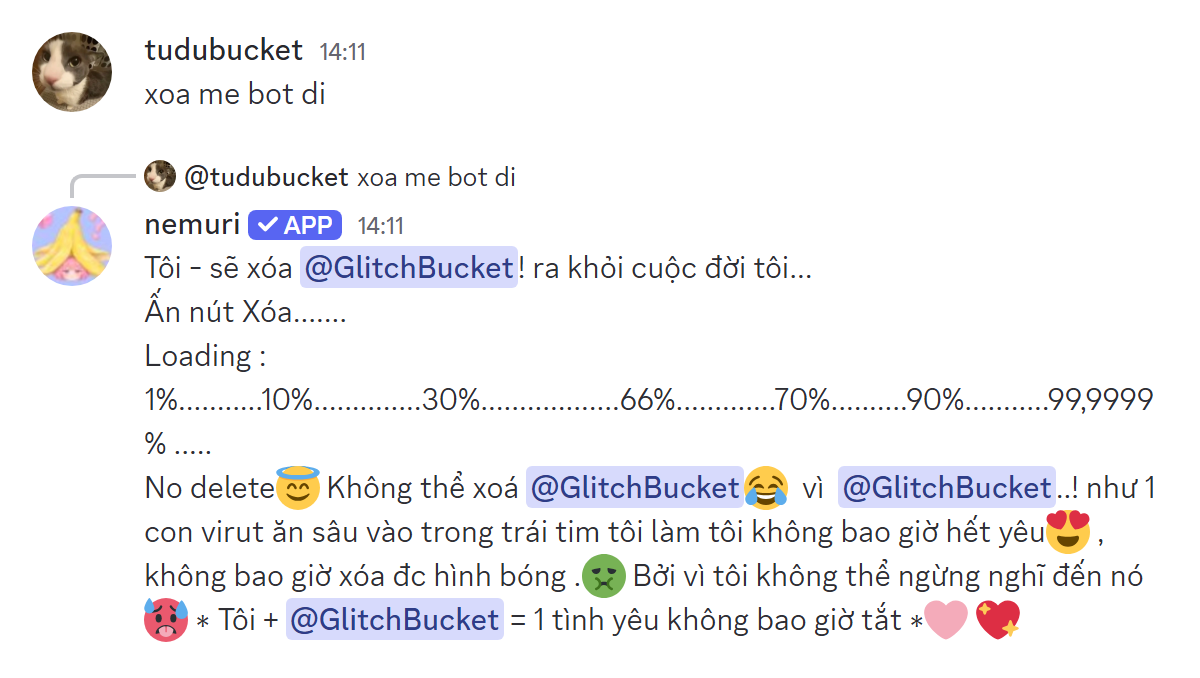 tudubucket 14:11
xoa me bot di
@tudubucket xoa me bot di
nemuri APP 14:11
Tôi - sẽ xóa @GlitchBucket! ra khỏi cuộc đời tôi...
Ấn nút Xóa.......
Loading :
1%...........10%..............30%..................66%.............70%..........90%...........99,9999
% .....
No delete😇 Không thể xoá @GlitchBucket😂 vì @GlitchBucket..! như 1
con virut ăn sâu vào trong trái tim tôi làm tôi không bao giờ hết yêu😍 ,
không bao giờ xóa đc hình bóng .🤢 Bởi vì tôi không thể ngừng nghĩ đến nó
🥵 * Tôi + @GlitchBucket = 1 tình yêu không bao giờ tắt *🩷 💖